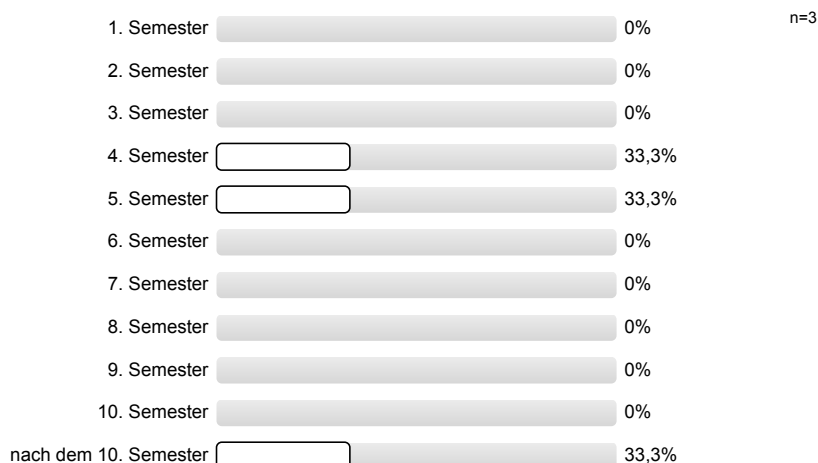 n=3
1. Semester 0%
2. Semester 0%
3. Semester 0%
4. Semester 33,3%
5. Semester 33,3%
6. Semester 0%
7. Semester 0%
8. Semester 0%
9. Semester 0%
10. Semester 0%
nach dem 10. Semester 33,3%